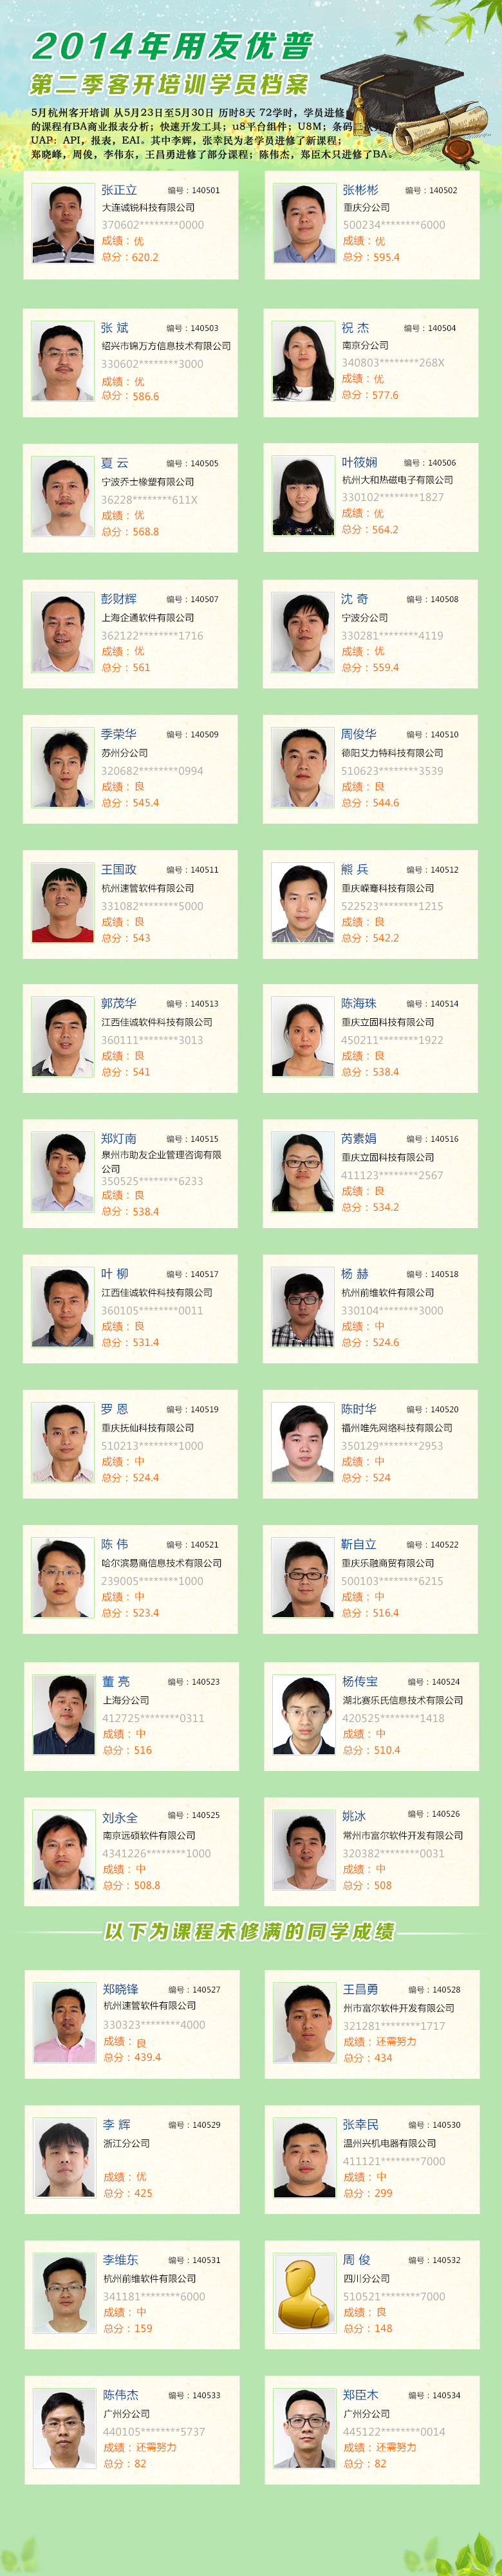 2014年用友优普
第二季客开培训学员档案
5月杭州客开培训 从5月23日至5月30日 历时8天 72学时，学员进修
的课程有BA商业报表分析；快速开发工具；u8平台组件；U8M；条码
UAP；API，报表，EAI。其中李辉，张幸民为老学员进修了新课程；
郑晓峰，周俊，李伟东，王昌勇进修了部分课程；陈伟杰，郑臣木只进修了BA。
张正立 编号：140501
大连诚锐科技有限公司
370602********0000
成绩：优
总分：620.2
张彬彬 编号：140502
重庆分公司
500234********6000
成绩：优
总分：595.4
张 斌 编号：140503
绍兴市锦万方信息技术有限公司
330602********3000
成绩：优
总分：586.6
祝 杰 编号：140504
南京分公司
340803********268X
成绩：优
总分：577.6
夏 云 编号：140505
宁波乔士橡塑有限公司
36228********611X
成绩：优
总分：568.8
叶筱娴 编号：140506
杭州大和热磁电子有限公司
330102********1827
成绩：优
总分：564.2
彭财辉 编号：140507
上海企通软件有限公司
362122********1716
成绩：优
总分：561
沈 奇 编号：140508
宁波分公司
330281********4119
成绩：优
总分：559.4
季荣华 编号：140509
苏州分公司
320682********0994
成绩：良
总分：545.4
周俊华 编号：140510
德阳艾力特科技有限公司
510623********3539
成绩：良
总分：544.6
王国政 编号：140511
杭州速管软件有限公司
331082********5000
成绩：良
总分：543
熊 兵 编号：140512
重庆嵘骞科技有限公司
522523********1215
成绩：良
总分：542.2
郭茂华 编号：140513
江西佳诚软件科技有限公司
360111********3013
成绩：良
总分：541
陈海珠 编号：140514
重庆立固科技有限公司
450211********1922
成绩：良
总分：538.4
郑灯南 编号：140515
泉州市助友企业管理咨询有限
公司
350525********6233
成绩：良
总分：538.4
芮素娟 编号：140516
重庆立固科技有限公司
411123********2567
成绩：良
总分：534.2
叶 柳 编号：140517
江西佳诚软件科技有限公司
360105********0011
成绩：良
总分：531.4
杨 赫 编号：140518
杭州前维软件有限公司
330104********3000
成绩：中
总分：524.6
罗 恩 编号：140519
重庆抚仙科技有限公司
510213********1000
成绩：中
总分：524.4
陈时华 编号：140520
福州唯先网络科技有限公司
350129********2953
成绩：中
总分：524
陈 伟 编号：140521
哈尔滨易商信息技术有限公司
239005********1000
成绩：中
总分：523.4
靳自立 编号：140522
重庆乐融商贸有限公司
500103********6215
成绩：中
总分：516.4
董 亮 编号：140523
上海分公司
412725********0311
成绩：中
总分：516
杨传宝 编号：140524
湖北赛乐氏信息技术有限公司
420525********1418
成绩：中
总分：510.4
刘永全 编号：140525
南京远硕软件有限公司
4341226********1000
成绩：中
总分：508.8
姚冰 编号：140526
常州市富尔软件开发有限公司
320382********0031
成绩：中
总分：508
以下为课程未修满的同学成绩
郑晓锋 编号：140527
杭州速管软件有限公司
330323********4000
成绩：良
总分：439.4
王昌勇 编号：140528
州市富尔软件开发有限公司
321281********1717
成绩：还需努力
总分：434
李 辉 编号：140529
浙江分公司
成绩：优
总分：425
张幸民 编号：140530
温州兴机电器有限公司
411121********7000
成绩：中
总分：299
李维东 编号：140531
杭州前维软件有限公司
341181********6000
成绩：中
总分：159
周 俊 编号：140532
四川分公司
510521********7000
成绩：良
总分：148
陈伟杰 编号：140533
广州分公司
440105********5737
成绩：还需努力
总分：82
郑臣木 编号：140534
广州分公司
445122********0014
成绩：还需努力
总分：82